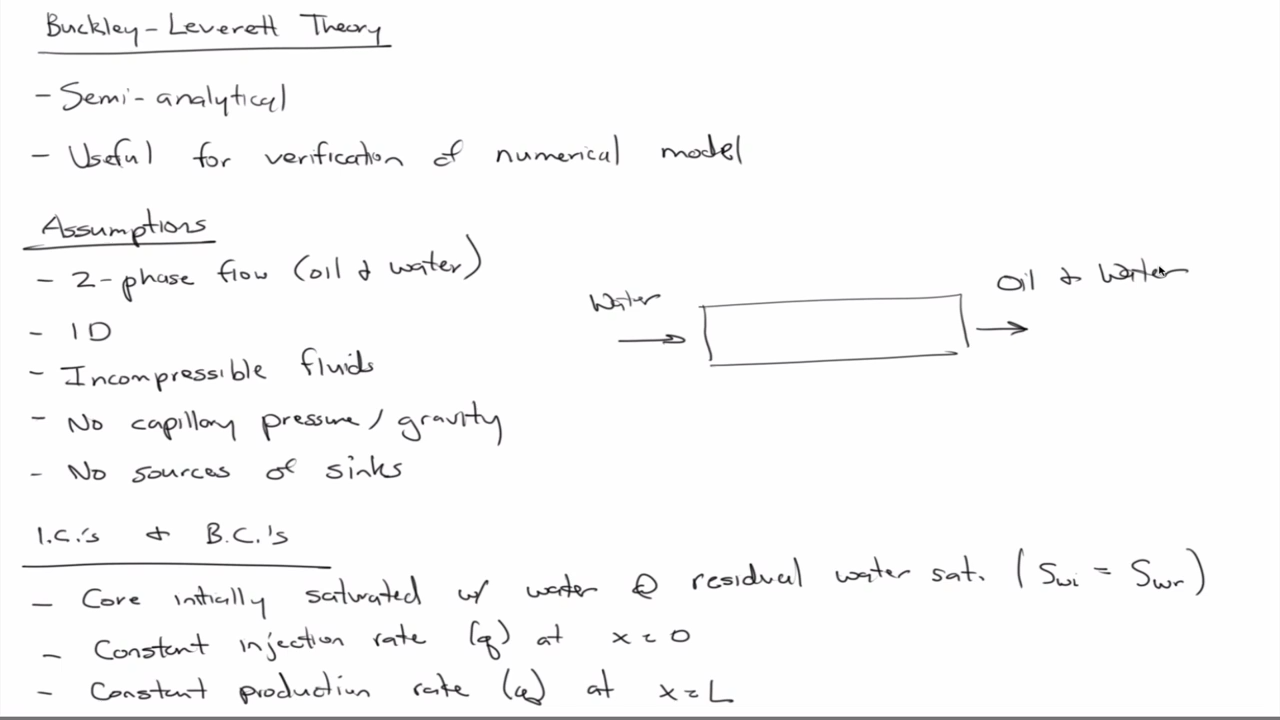 Buckley-Leverett Theory
- Semi-analytical
- Useful for verification of numerical model
Assumptions
- 2-phase flow (oil & water)
- 1D
- Incompressible fluids
- No capillary pressure / gravity
- No sources of sinks
Water
Oil & Water
I.C.'s & B.C.'s
- Core initially saturated w/ water @ residual water sat. (Swi = Swr)
- Constant injection rate (q) at x = 0
- Constant production rate (q) at x = L